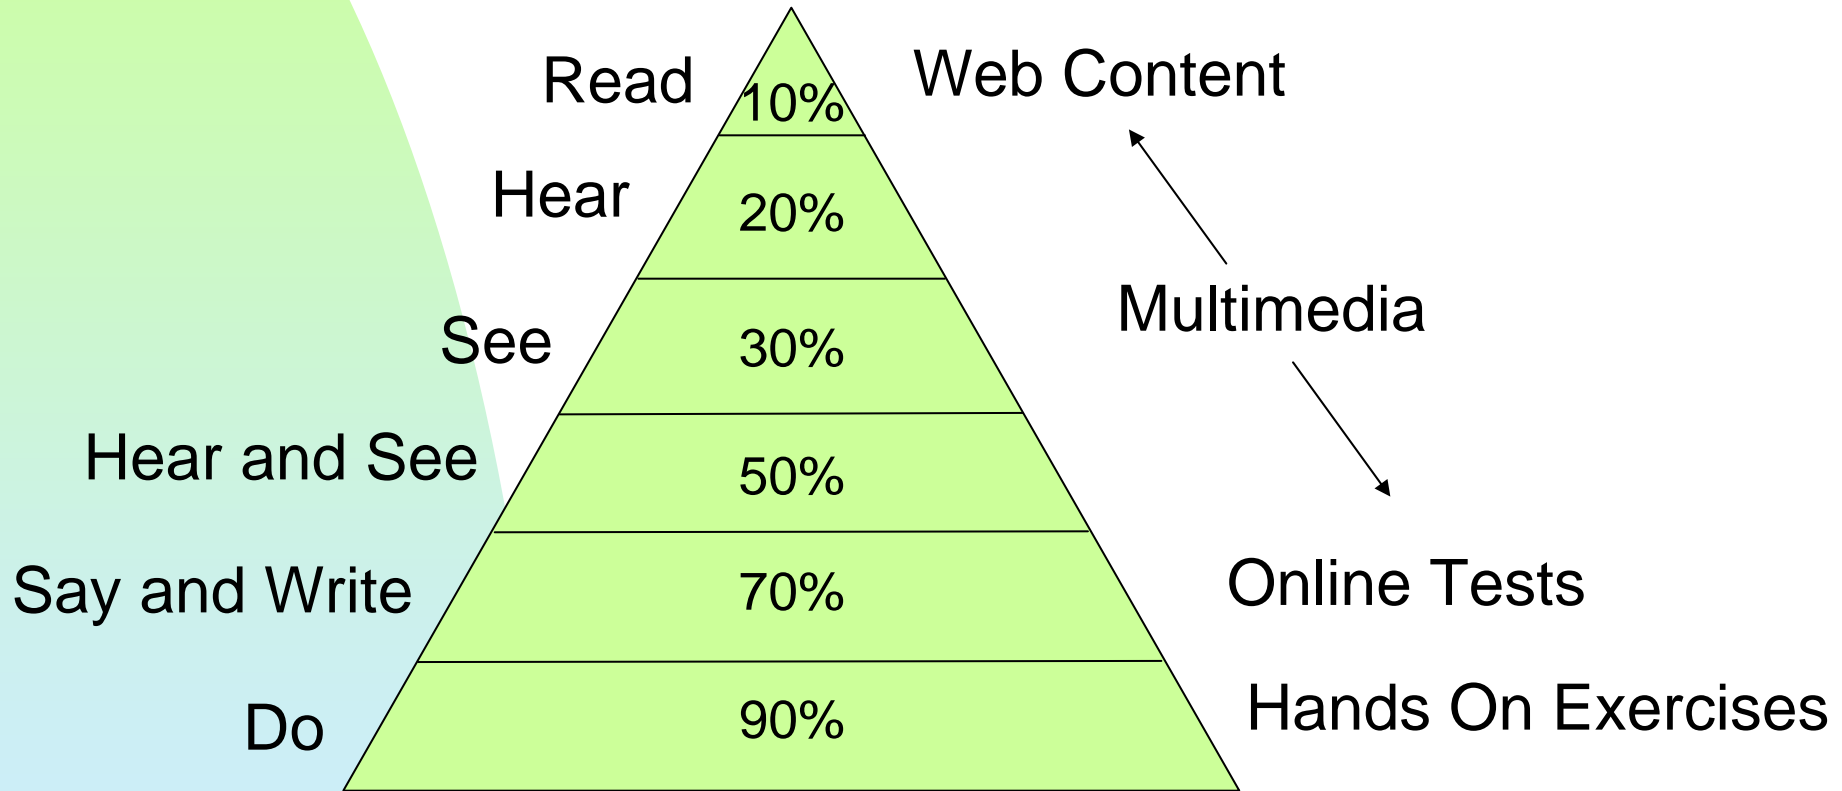 Read 10% Web Content
Hear 20%
See 30% Multimedia
Hear and See 50%
Say and Write 70% Online Tests
Do 90% Hands On Exercises